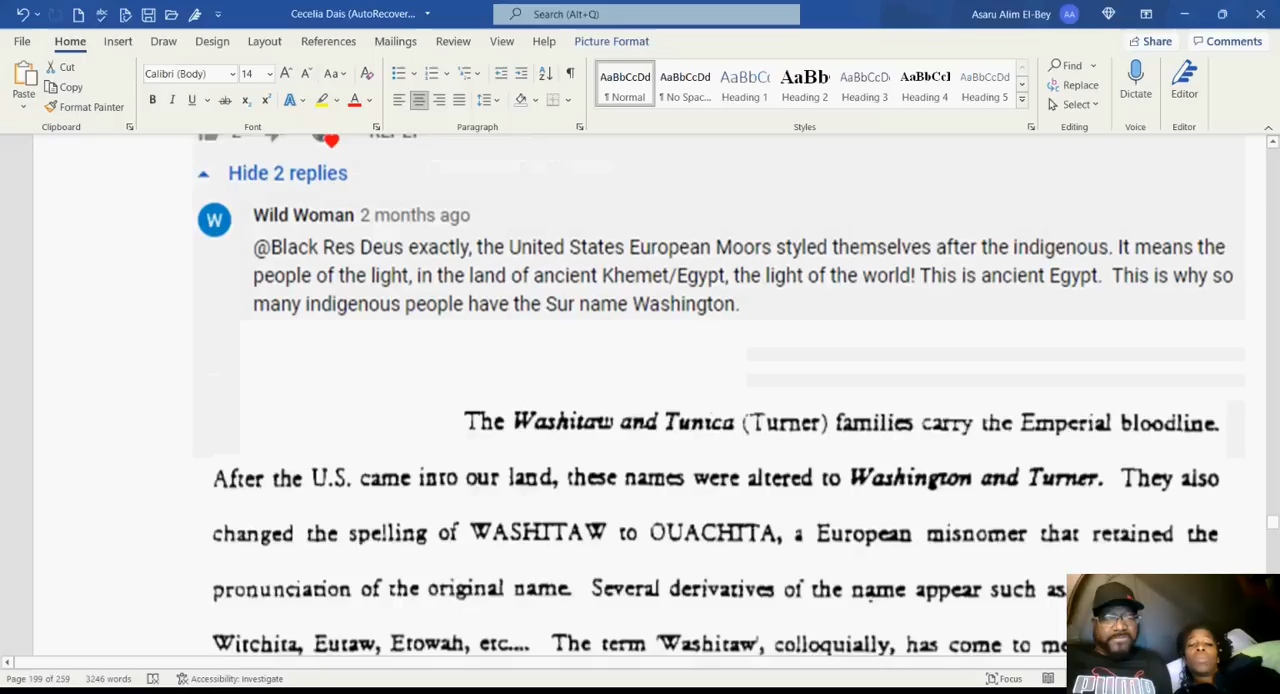 Cecelia Dais (AutoRecover...
Search (Alt+Q)
Asaru Alim El-Bey
AA
File Home Insert Draw Design Layout References Mailings Review View Help Picture Format
Share
Comments
Paste
Cut
Copy
Format Painter
Calibri (Body)
14
AaBbCcDd
¶ Normal
AaBbCcDd
¶ No Spac...
AaBbC
Heading 1
AaBb
Heading 2
AaBbCcDd
Heading 3
AaBbCcI
Heading 4
AaBbCcDd
Heading 5
Find
Replace
Select
Dictate
Editor
Clipboard Font Paragraph Styles Editing Voice Editor
Hide 2 replies
W
Wild Woman 2 months ago
@Black Res Deus exactly, the United States European Moors styled themselves after the indigenous. It means the
people of the light, in the land of ancient Khemet/Egypt, the light of the world! This is ancient Egypt. This is why so
many indigenous people have the Sur name Washington.
The Washitaw and Tunica (Turner) families carry the Emperial bloodline.
After the U.S. came into our land, these names were altered to Washington and Turner. They also
changed the spelling of WASHITAW to OUACHITA, a European misnomer that retained the
pronunciation of the original name. Several derivatives of the name appear such as
Witchita, Eutaw, Etowah, etc.... The term 'Washitaw', colloquially, has come to
PUMA
Page 199 of 259
3246 words
Accessibility: Investigate
Focus